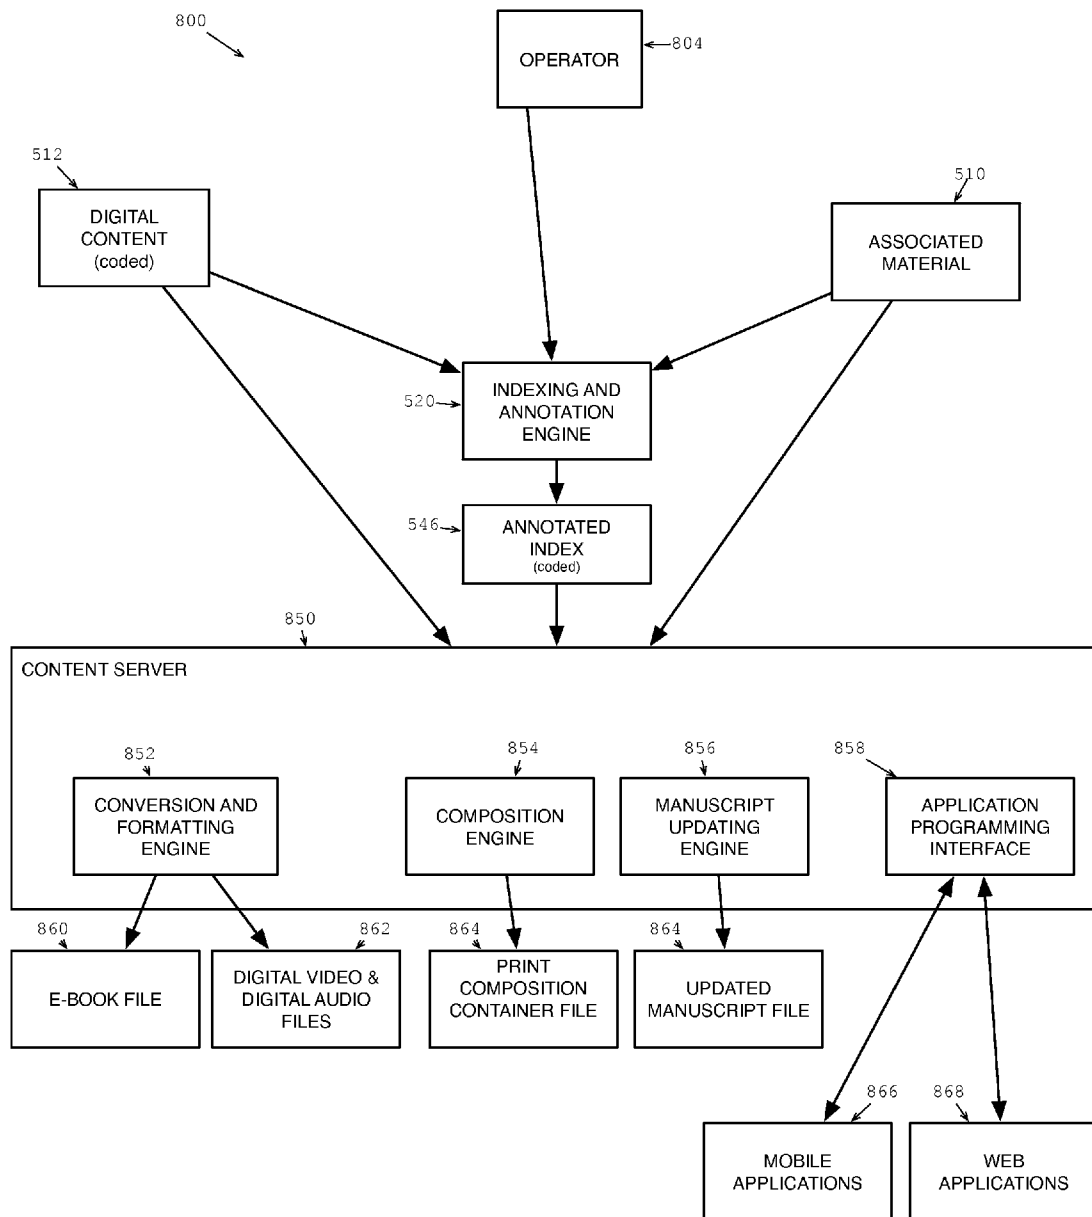 800
804
OPERATOR
512
510
DIGITAL
CONTENT
(coded)
ASSOCIATED
MATERIAL
520
INDEXING AND
ANNOTATION
ENGINE
546
ANNOTATED
INDEX
(coded)
850
CONTENT SERVER
852
854
856
858
CONVERSION AND
FORMATTING
ENGINE
COMPOSITION
ENGINE
MANUSCRIPT
UPDATING
ENGINE
APPLICATION
PROGRAMMING
INTERFACE
860
862
864
864
E-BOOK FILE
DIGITAL VIDEO &
DIGITAL AUDIO
FILES
PRINT
COMPOSITION
CONTAINER FILE
UPDATED
MANUSCRIPT FILE
866
868
MOBILE
APPLICATIONS
WEB
APPLICATIONS